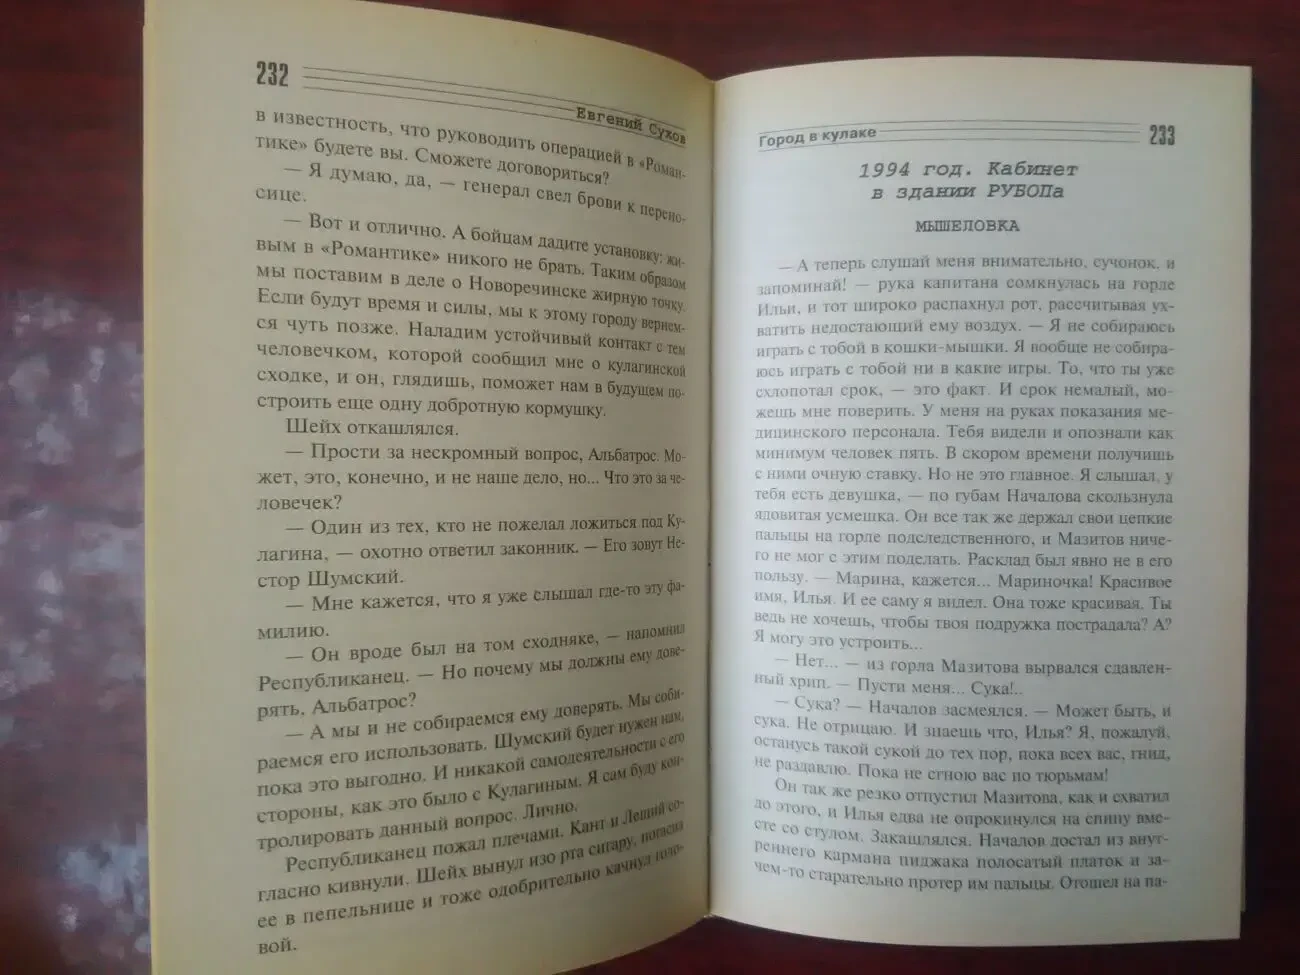 232
Евгений Сухов
в известность, что руководить операцией в «Роман-
тике» будете вы. Сможете договориться?
— Я думаю, да, — генерал свел брови к перено-
сице.
— Вот и отлично. А бойцам дадите установку: жи-
вым в «Романтике» никого не брать. Таким образом
мы поставим в деле о Новоречинске жирную точку.
Если будут время и силы, мы к этому городу вернем-
ся чуть позже. Наладим устойчивый контакт с тем
человечком, которой сообщил мне о кулагинской
сходке, и он, глядишь, поможет нам в будущем по-
строить еще одну добротную кормушку.
Шейх откашлялся.
— Прости за нескромный вопрос, Альбатрос. Мо-
жет, это, конечно, и не наше дело, но... Что это за че-
ловечек?
— Один из тех, кто не пожелал ложиться под Ку-
лагина, — охотно ответил законник. — Его зовут Не-
стор Шумский.
— Мне кажется, что я уже слышал где-то эту фа-
милию.
— Он вроде был на том сходняке, — напомнил
Республиканец. — Но почему мы должны ему дове-
рять, Альбатрос?
— А мы и не собираемся ему доверять. Мы соби-
раемся его использовать. Шумский будет нужен нам,
пока это выгодно. И никакой самодеятельности с его
стороны, как это было с Кулагиным. Я сам буду кон-
тролировать данный вопрос. Лично.
Республиканец пожал плечами. Кант и Леший со-
гласно кивнули. Шейх вынул изо рта сигару, погасил
ее в пепельнице и тоже одобрительно качнул голо-
вой.
Город в кулаке
233
1994 год. Кабинет
в здании РУБОПа
МЫШЕЛОВКА
— А теперь слушай меня внимательно, сучонок, и
запоминай! — рука капитана сомкнулась на горле
Ильи, и тот широко распахнул рот, рассчитывая ух-
ватить недостающий ему воздух. — Я не собираюсь
играть с тобой в кошки-мышки. Я вообще не собира-
юсь играть с тобой ни в какие игры. То, что ты уже
схлопотал срок, — это факт. И срок немалый, мо-
жешь мне поверить. У меня на руках показания ме-
дицинского персонала. Тебя видели и опознали как
минимум человек пять. В скором времени получишь
с ними очную ставку. Но не это главное. Я слышал, у
тебя есть девушка, — по губам Началова скользнула
ядовитая усмешка. Он все так же держал свои цепкие
пальцы на горле подследственного, и Мазитов ниче-
го не мог с этим поделать. Расклад был явно не в его
пользу. — Марина, кажется... Мариночка! Красивое
имя, Илья. И ее саму я видел. Она тоже красивая. Ты
ведь не хочешь, чтобы твоя подружка пострадала? А?
Я могу это устроить...
— Нет... — из горла Мазитова вырвался сдавлен-
ный хрип. — Пусти меня... Сука!..
— Сука? — Началов засмеялся. — Может быть, и
сука. Не отрицаю. И знаешь что, Илья? Я, пожалуй,
останусь такой сукой до тех пор, пока всех вас, гнид,
не раздавлю. Пока не сгною вас по тюрьмам!
Он так же резко отпустил Мазитова, как и схватил
до этого, и Илья едва не опрокинулся на спину вме-
сте со стулом. Закашлялся. Началов достал из внут-
реннего кармана пиджака полосатый платок и за-
чем-то старательно протер им пальцы. Отошел на па-